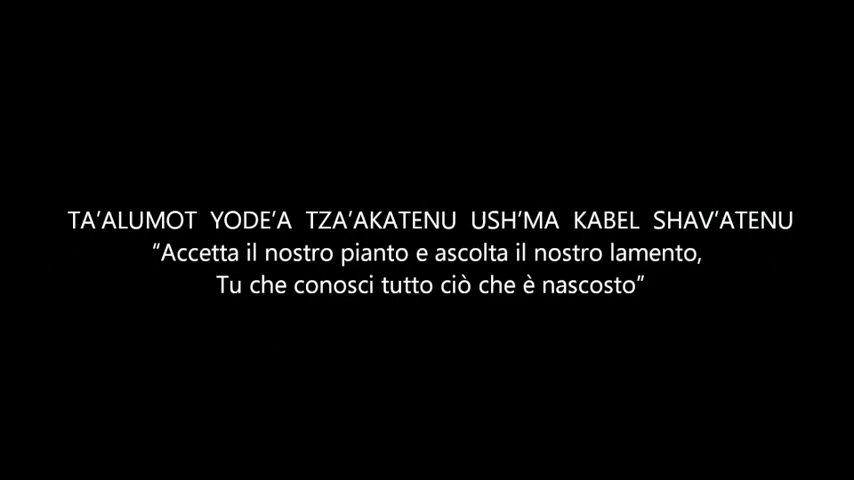 TA’ALUMOT YODE’A TZA’AKATENU USH’MA KABEL SHAV’ATENU
“Accetta il nostro pianto e ascolta il nostro lamento,
Tu che conosci tutto ciò che è nascosto”